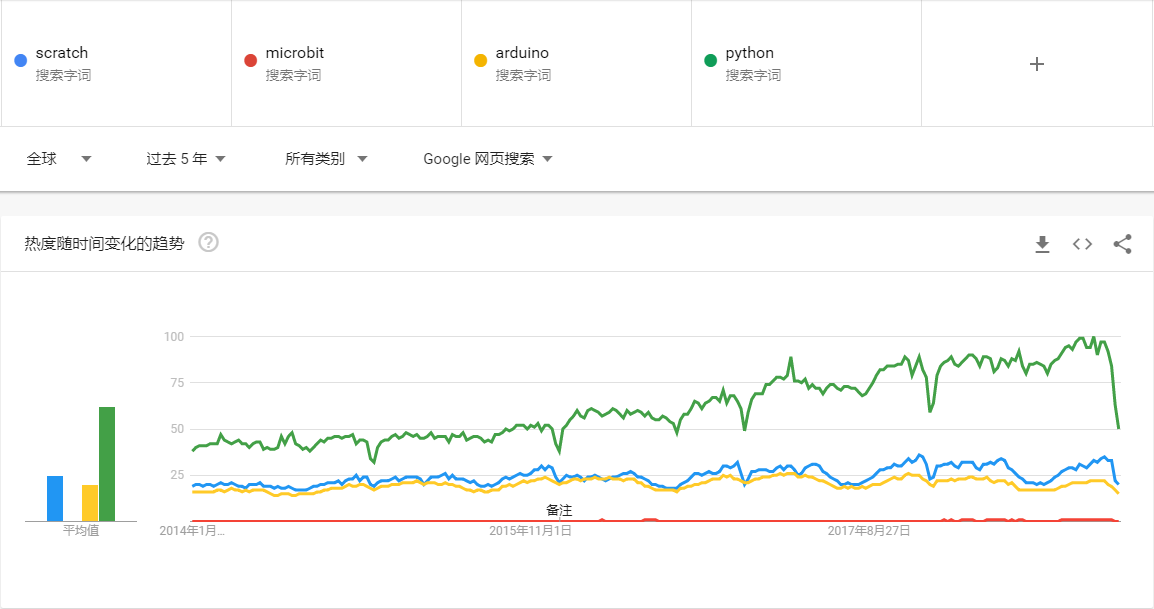 scratch
搜索字词
microbit
搜索字词
arduino
搜索字词
python
搜索字词
+
全球
过去 5 年
所有类别
Google 网页搜索
热度随时间变化的趋势
?
100
75
50
25
平均值
备注
2014年1月...
2015年11月1日
2017年8月27日